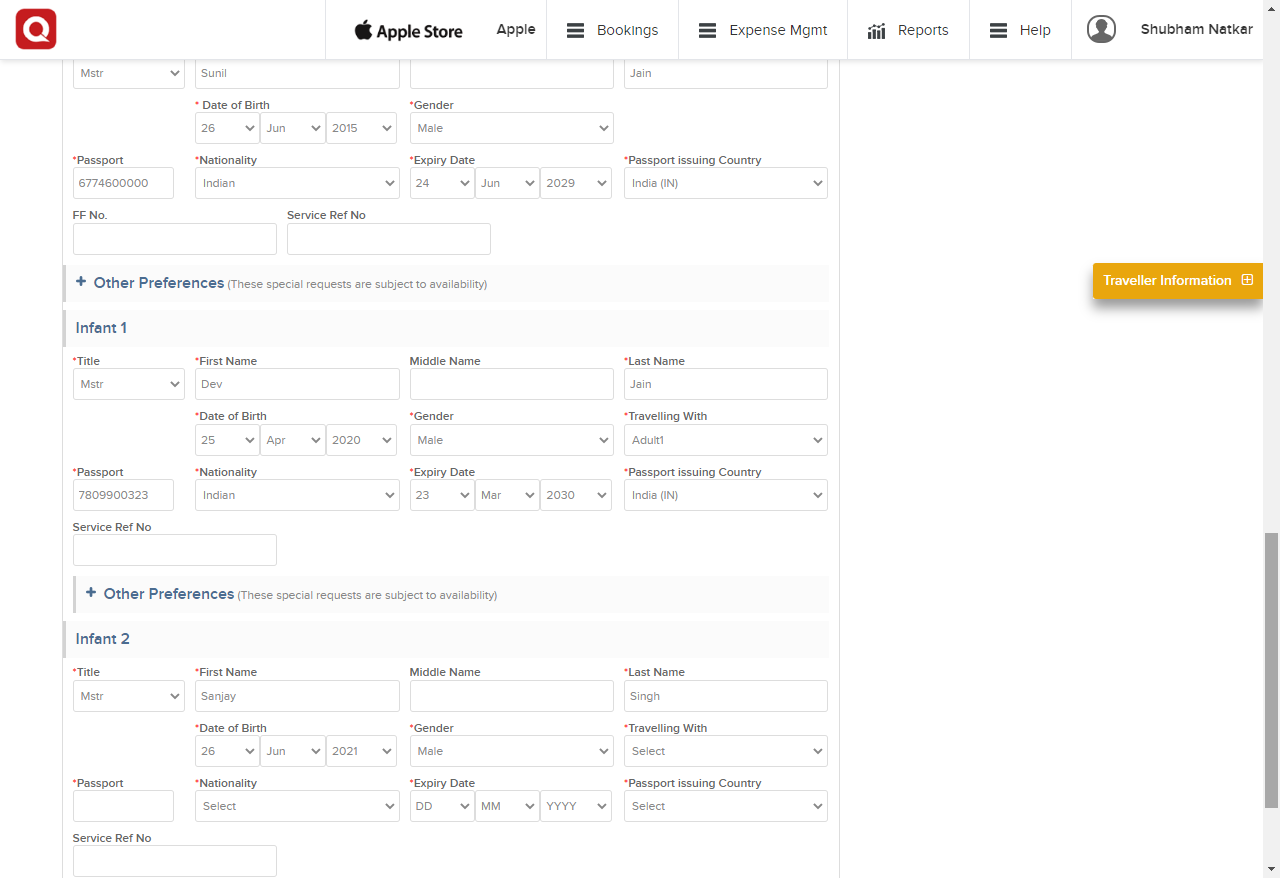 Apple Store Apple Bookings Expense Mgmt Reports Help Shubham Natkar
Mstr Sunil Jain
* Date of Birth *Gender
26 Jun 2015 Male
*Passport *Nationality *Expiry Date *Passport issuing Country
6774600000 Indian 24 Jun 2029 India (IN)
FF No. Service Ref No
+ Other Preferences (These special requests are subject to availability)
Traveller Information
Infant 1
*Title *First Name Middle Name *Last Name
Mstr Dev Jain
*Date of Birth *Gender *Travelling With
25 Apr 2020 Male Adult1
*Passport *Nationality *Expiry Date *Passport issuing Country
7809900323 Indian 23 Mar 2030 India (IN)
Service Ref No
+ Other Preferences (These special requests are subject to availability)
Infant 2
*Title *First Name Middle Name *Last Name
Mstr Sanjay Singh
*Date of Birth *Gender *Travelling With
26 Jun 2021 Male Select
*Passport *Nationality *Expiry Date *Passport issuing Country
Select DD MM YYYY Select
Service Ref No